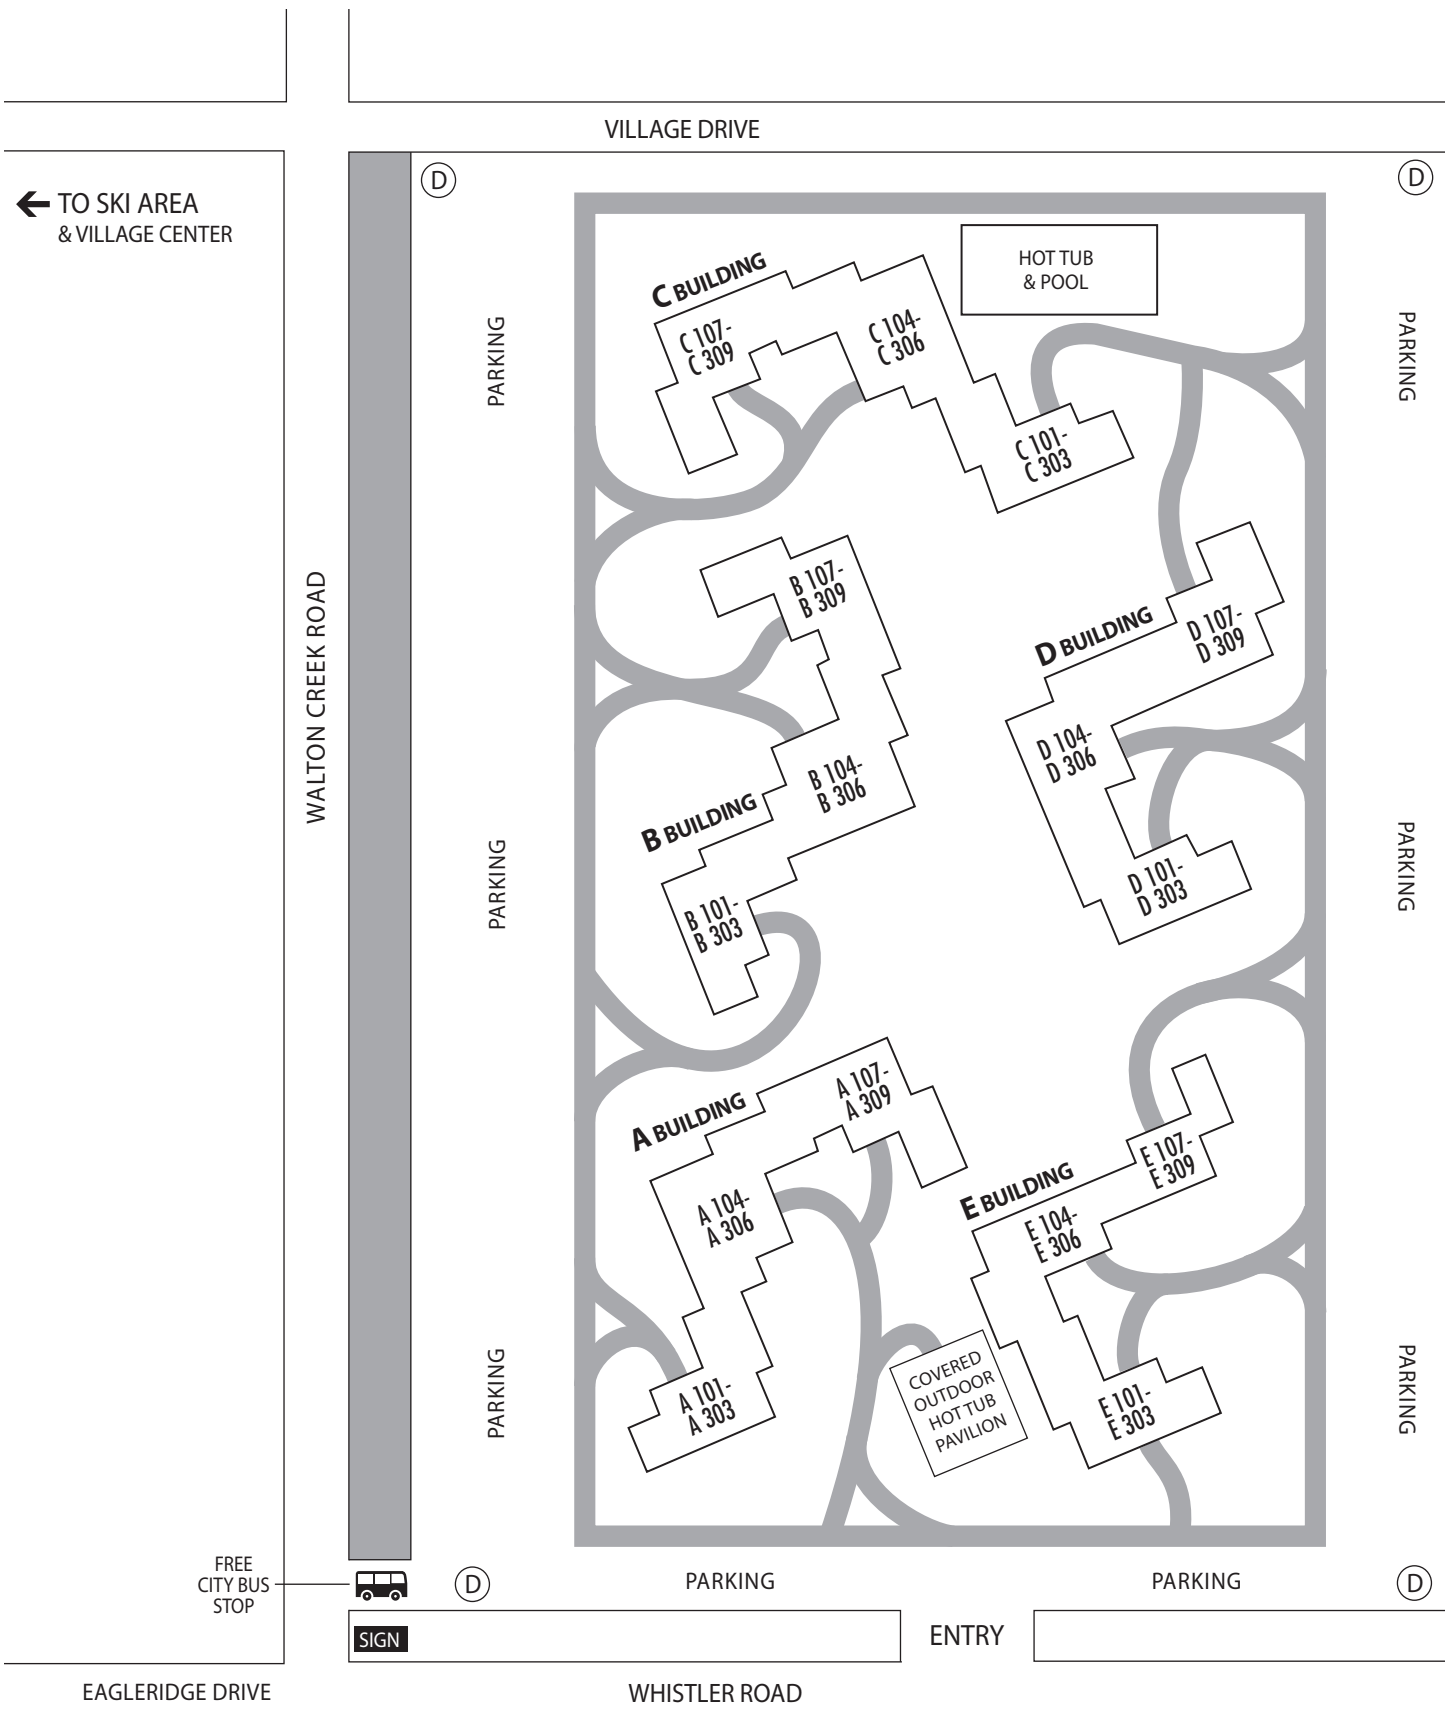 VILLAGE DRIVE
D
D
TO SKI AREA
& VILLAGE CENTER
HOT TUB
& POOL
C BUILDING
C 107-
C 309
C 104-
C 306
C 101-
C 303
PARKING
PARKING
WALTON CREEK ROAD
B 107-
B 309
B 104-
B 306
B BUILDING
B 101-
B 303
D BUILDING
D 107-
D 309
D 104-
D 306
D 101-
D 303
PARKING
PARKING
A BUILDING
A 107-
A 309
A 104-
A 306
A 101-
A 303
E BUILDING
E 107-
E 309
E 104-
E 306
E 101-
E 303
COVERED
OUTDOOR
HOT TUB
PAVILION
PARKING
PARKING
FREE
CITY BUS
STOP
D
PARKING
PARKING
D
SIGN
ENTRY
EAGLERIDGE DRIVE
WHISTLER ROAD